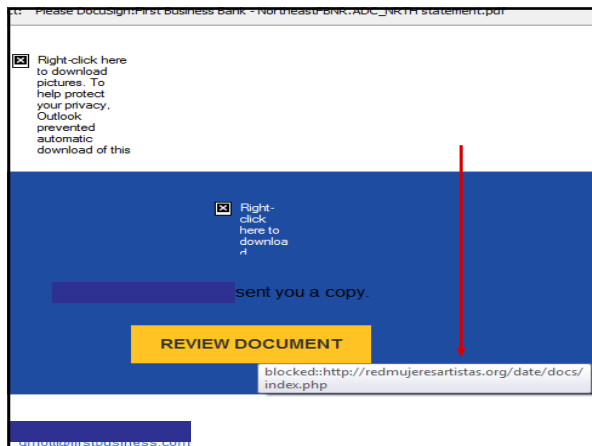 Please DocuSign:First Business Bank - NortheastFBNR.ADC_NRTH statement.pdf
Right-click here
to download
pictures. To
help protect
your privacy,
Outlook
prevented
automatic
download of this
Right-
click
here to
downloa
d
sent you a copy.
REVIEW DOCUMENT
blocked::http://redmujeresartistas.org/date/docs/
index.php